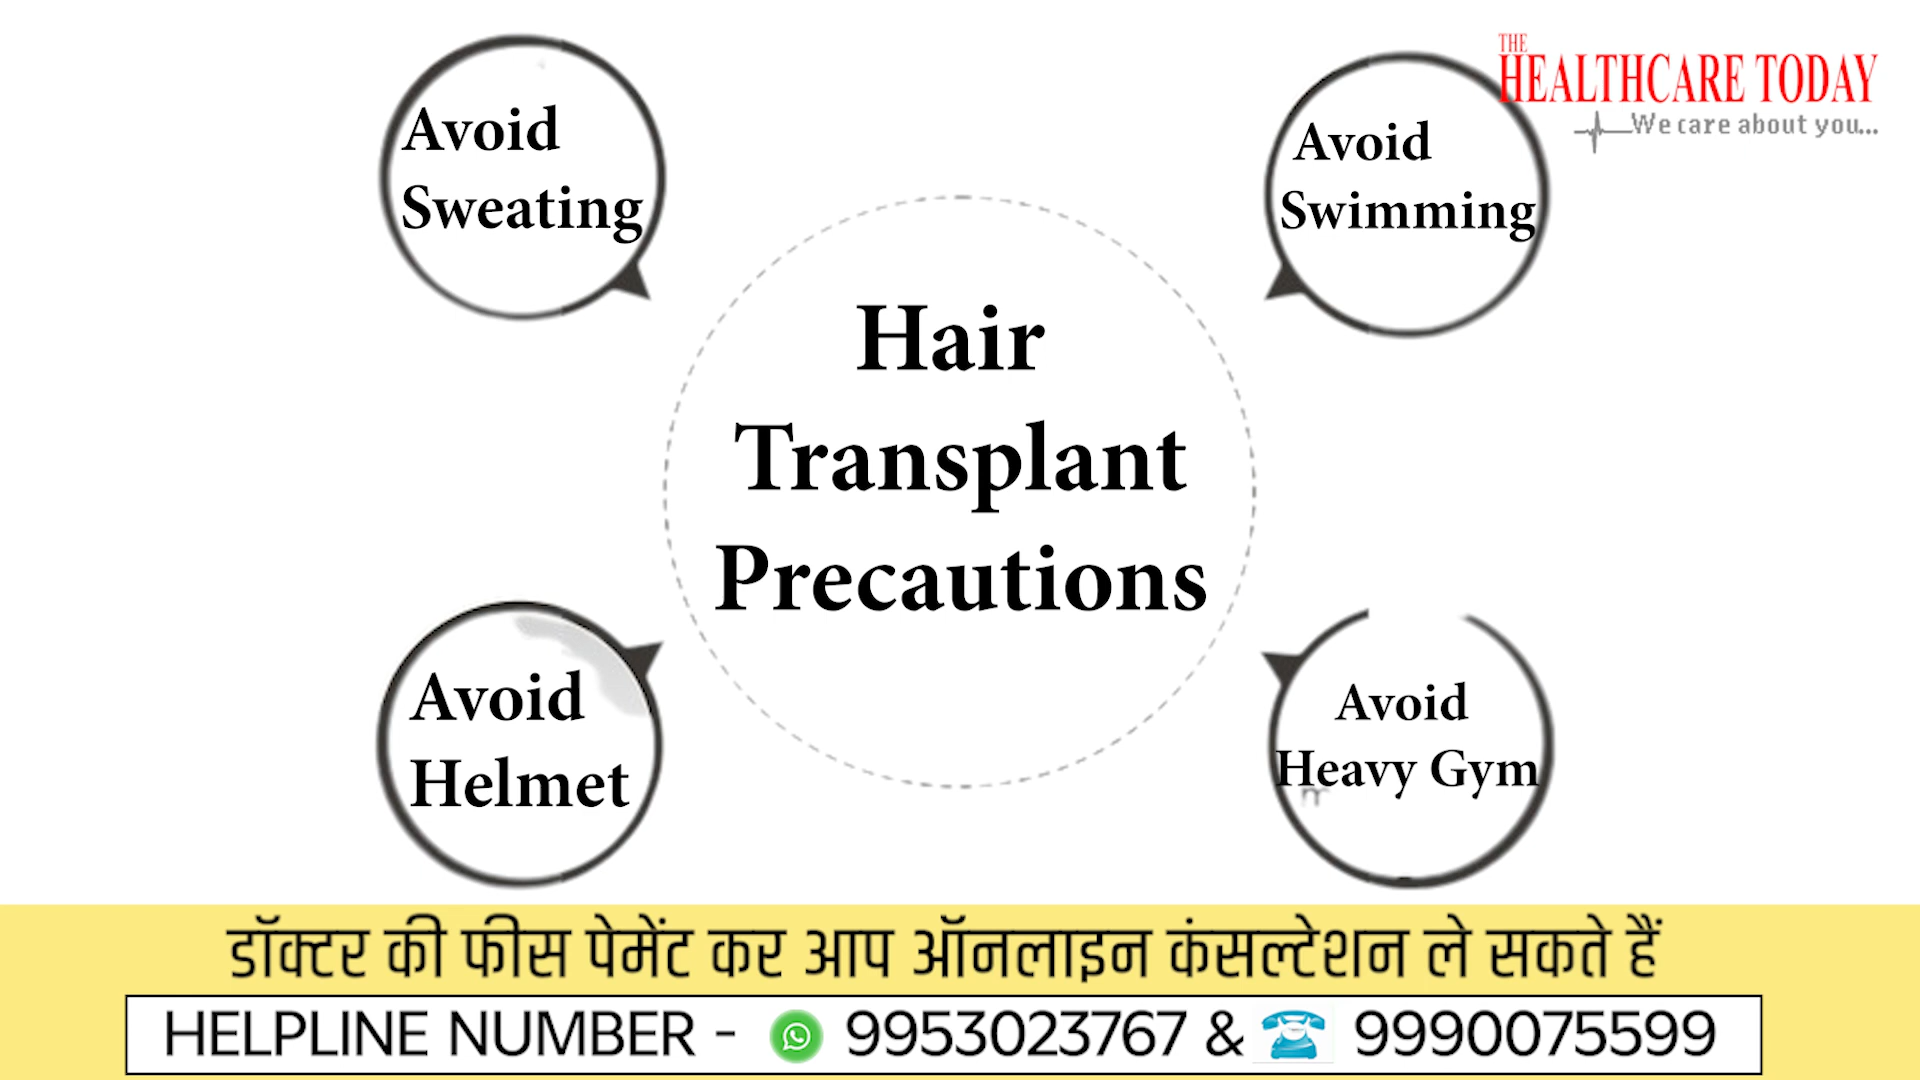 Avoid
Sweating
THE
HEALTHCARE TODAY
We care about you...
Avoid
Swimming
Hair
Transplant
Precautions
Avoid
Helmet
Avoid
Heavy Gym
डॉक्टर की फीस पेमेंट कर आप ऑनलाइन कंसल्टेशन ले सकते हैं
HELPLINE NUMBER - 9953023767 & 9990075599